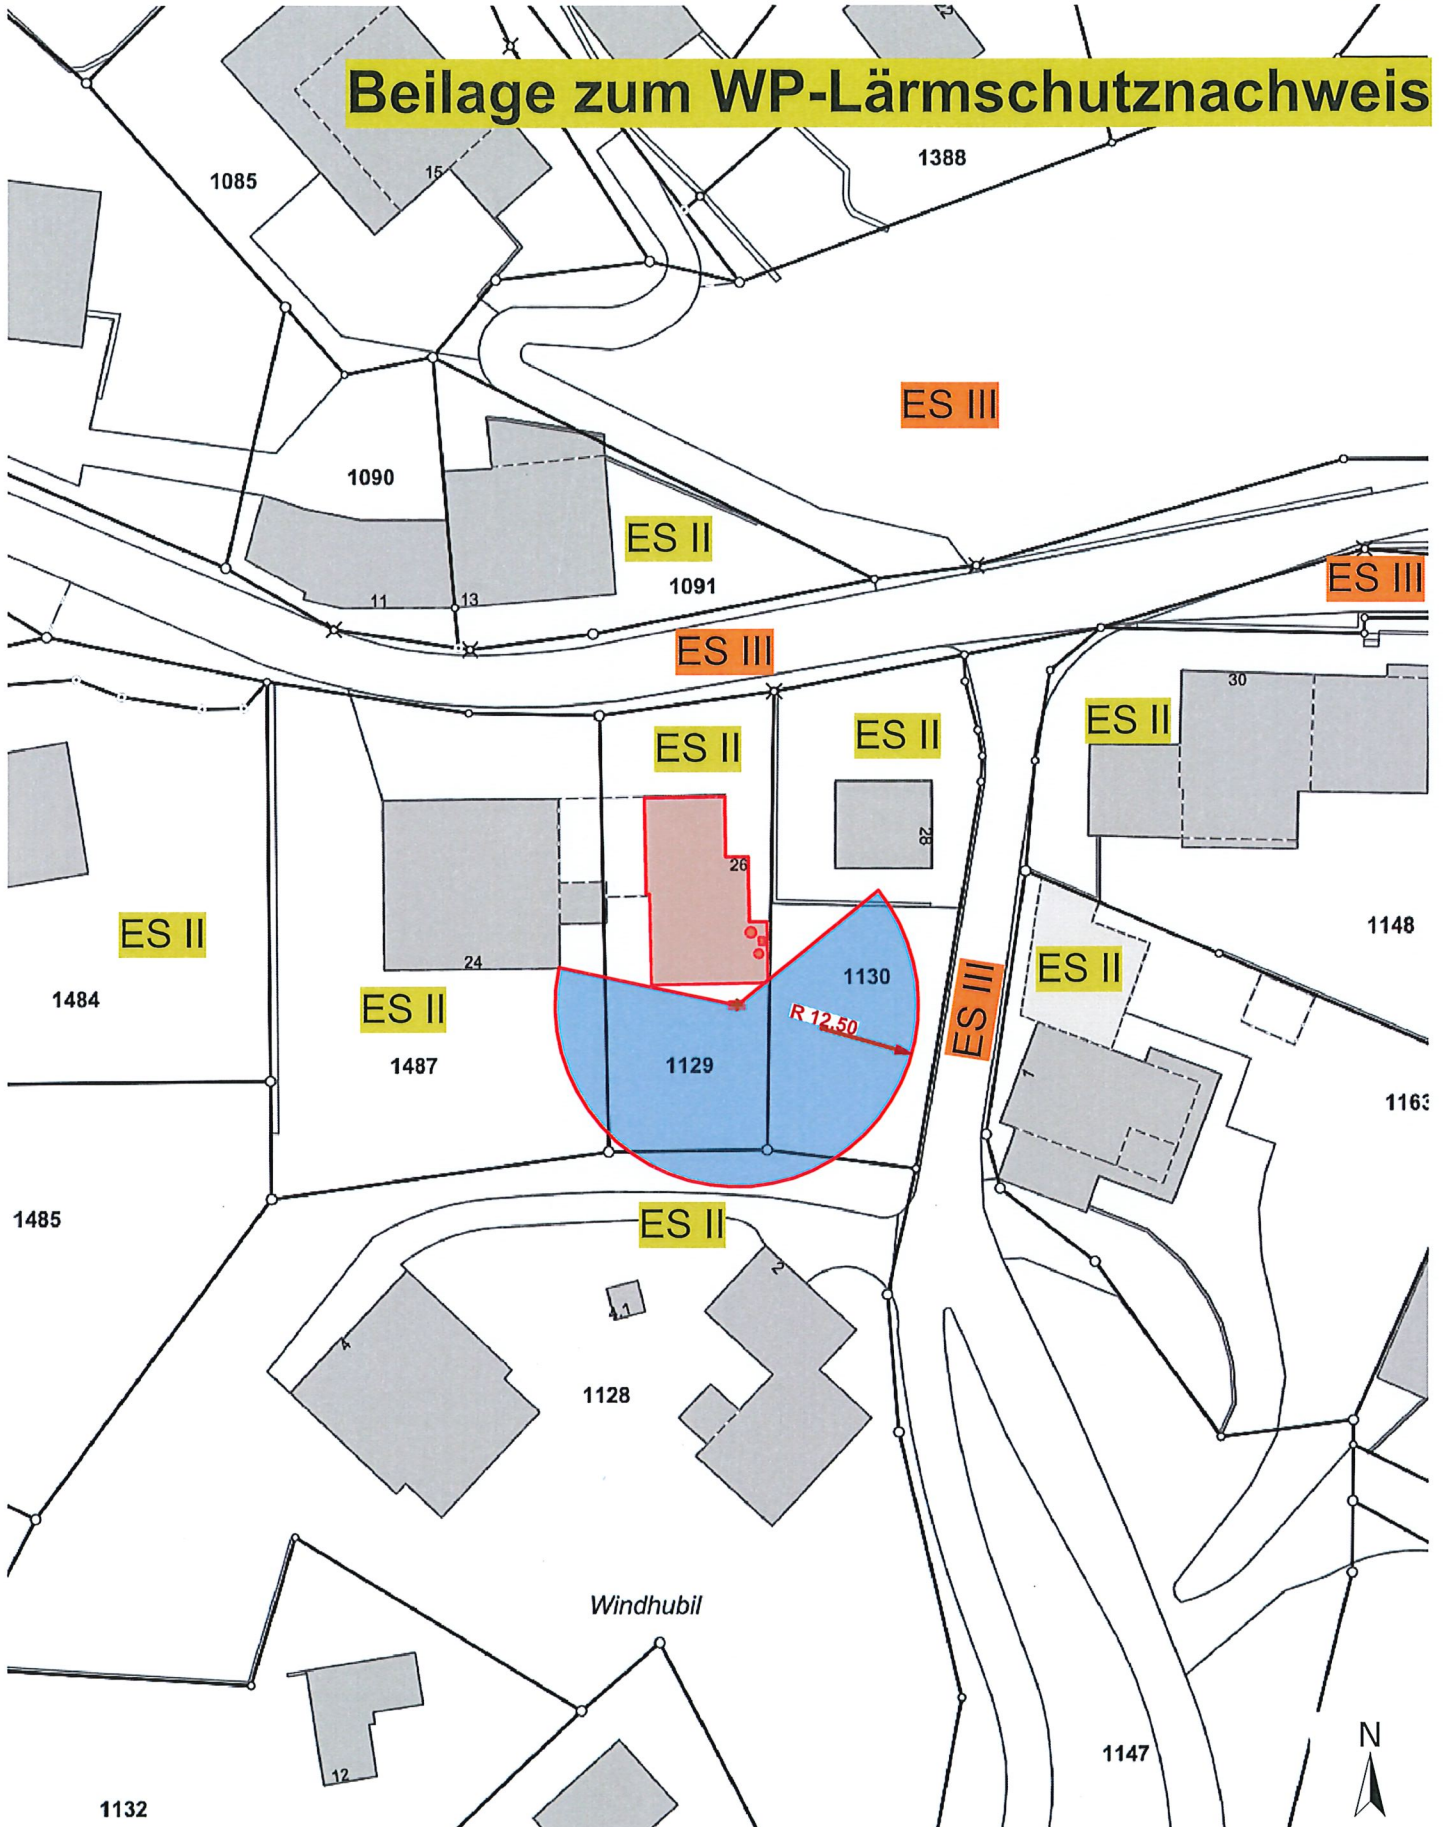 22
Beilage zum WP-Lärmschutznachweis
1388
15
1085
ES III
1090
ES II
ES III
1091
11
13
ES III
30
ES II
ES II
ES II
28
26
1148
ES II
24
ES II
1130
1484
ES II
ES III
R 12.50
1487
1129
1
1163
1485
ES II
2
4.1
4
1128
Windhubil
N
1147
12
1132